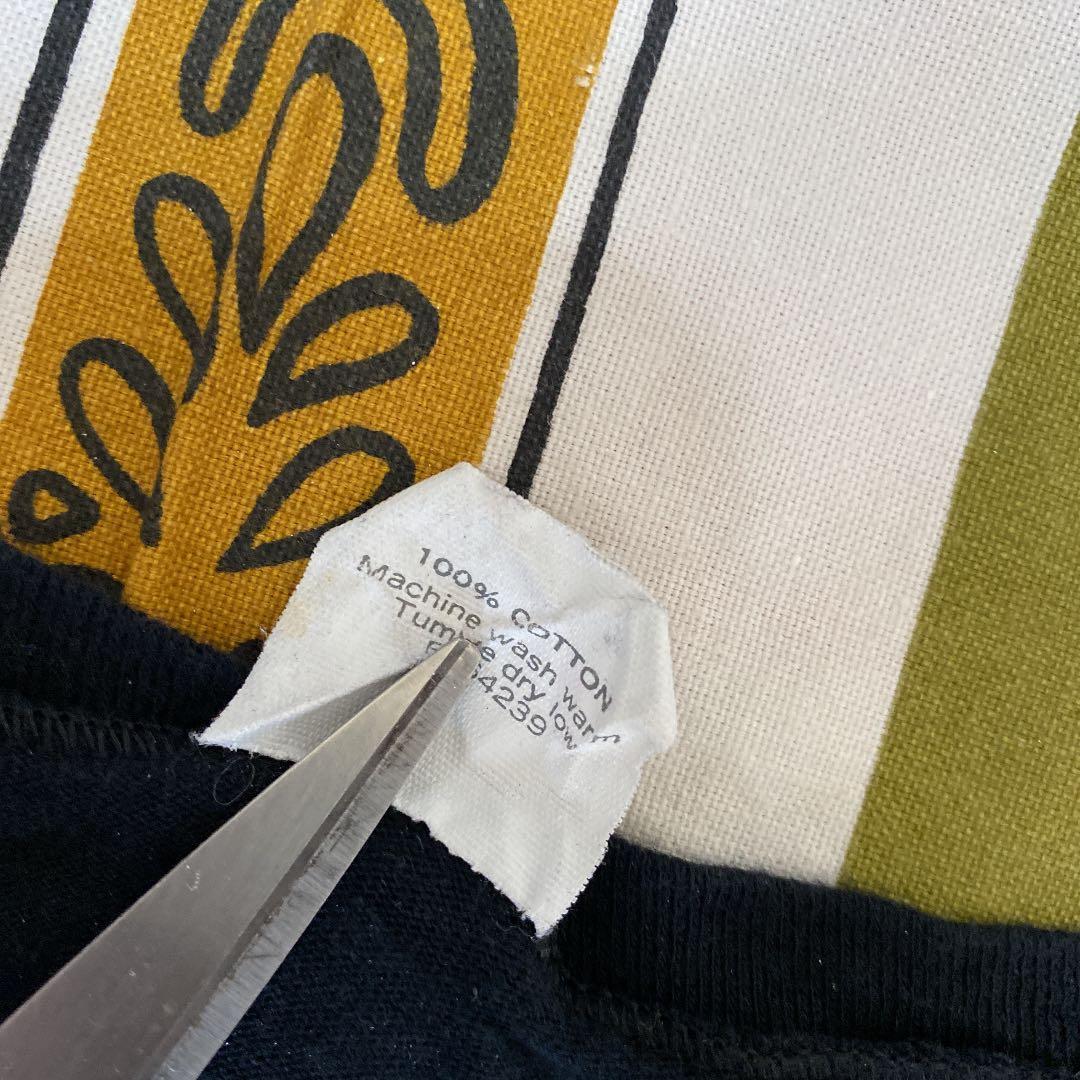 100% COTTON
Machine wash warm
Tumble dry low
54239